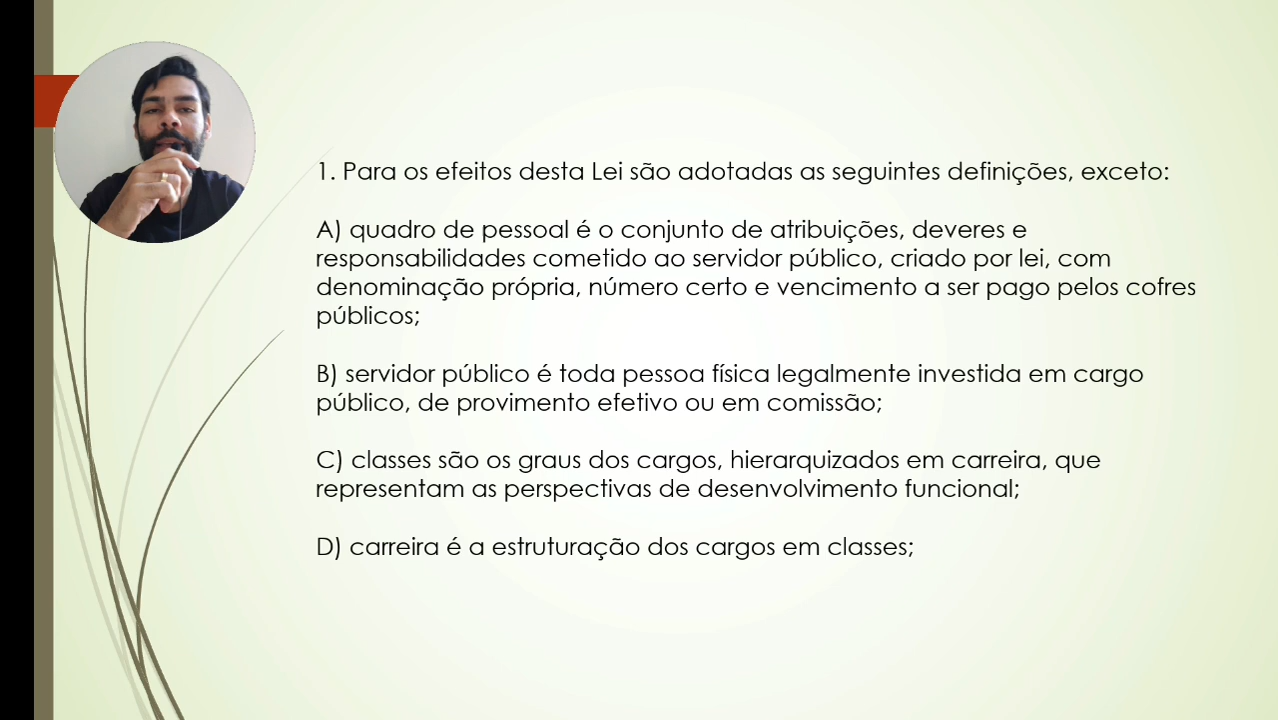 1. Para os efeitos desta Lei são adotadas as seguintes definições, exceto:
A) quadro de pessoal é o conjunto de atribuições, deveres e
responsabilidades cometido ao servidor público, criado por lei, com
denominação própria, número certo e vencimento a ser pago pelos cofres
públicos;
B) servidor público é toda pessoa física legalmente investida em cargo
público, de provimento efetivo ou em comissão;
C) classes são os graus dos cargos, hierarquizados em carreira, que
representam as perspectivas de desenvolvimento funcional;
D) carreira é a estruturação dos cargos em classes;